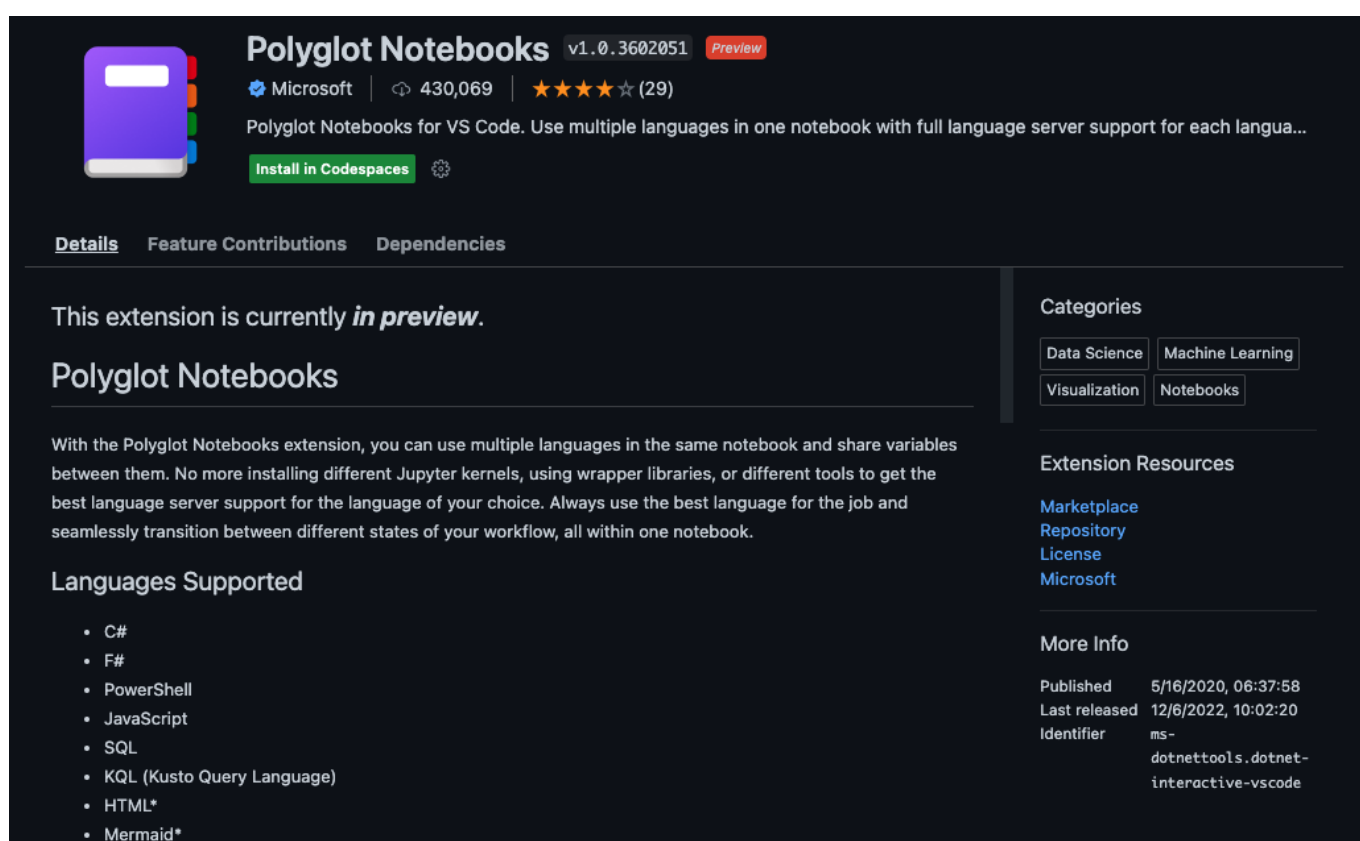 Polyglot Notebooks v1.0.3602051 Preview
Microsoft 430,069 (29)
Polyglot Notebooks for VS Code. Use multiple languages in one notebook with full language server support for each langua...
Install in Codespaces
Details Feature Contributions Dependencies
This extension is currently in preview.
Polyglot Notebooks
With the Polyglot Notebooks extension, you can use multiple languages in the same notebook and share variables
between them. No more installing different Jupyter kernels, using wrapper libraries, or different tools to get the
best language server support for the language of your choice. Always use the best language for the job and
seamlessly transition between different states of your workflow, all within one notebook.
Languages Supported
• C#
• F#
• PowerShell
• JavaScript
• SQL
• KQL (Kusto Query Language)
• HTML*
• Mermaid*
Categories
Data Science Machine Learning
Visualization Notebooks
Extension Resources
Marketplace
Repository
License
Microsoft
More Info
Published 5/16/2020, 06:37:58
Last released 12/6/2022, 10:02:20
Identifier ms-
dotnettools.dotnet-
interactive-vscode